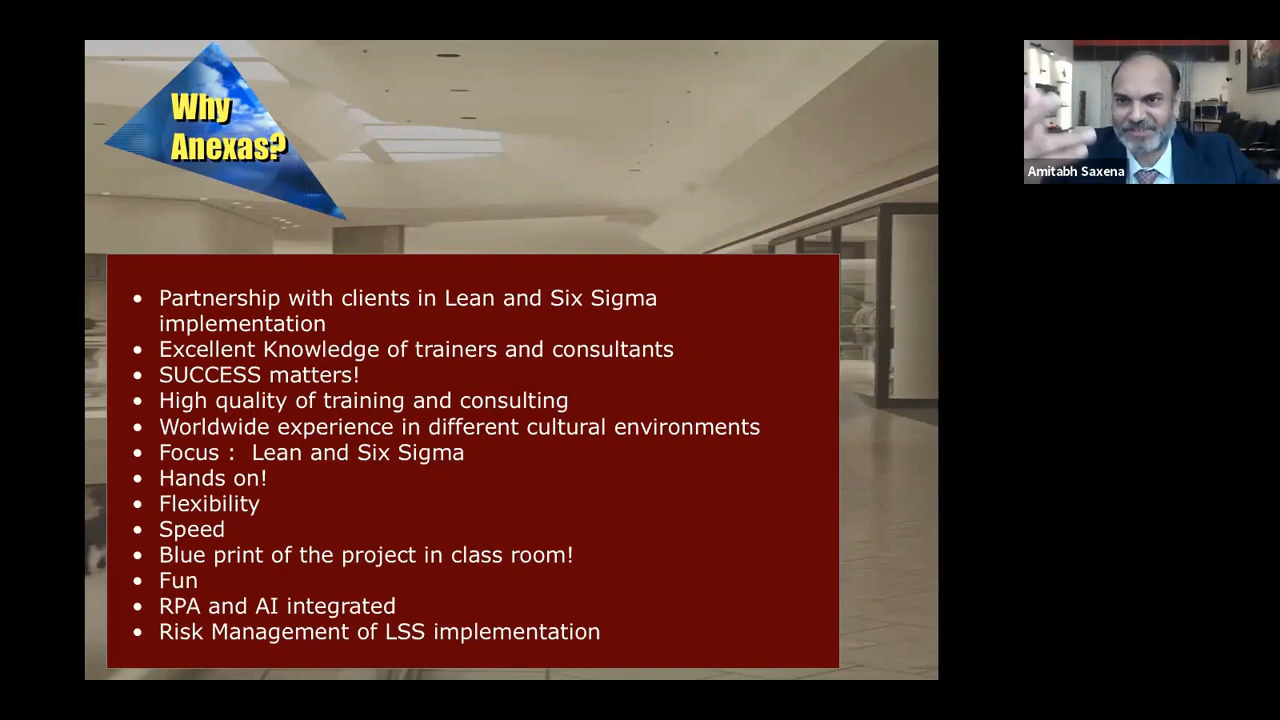 Why
Anexas?
Amitabh Saxena
• Partnership with clients in Lean and Six Sigma
implementation
• Excellent Knowledge of trainers and consultants
• SUCCESS matters!
• High quality of training and consulting
• Worldwide experience in different cultural environments
• Focus :  Lean and Six Sigma
• Hands on!
• Flexibility
• Speed
• Blue print of the project in class room!
• Fun
• RPA and AI integrated
• Risk Management of LSS implementation